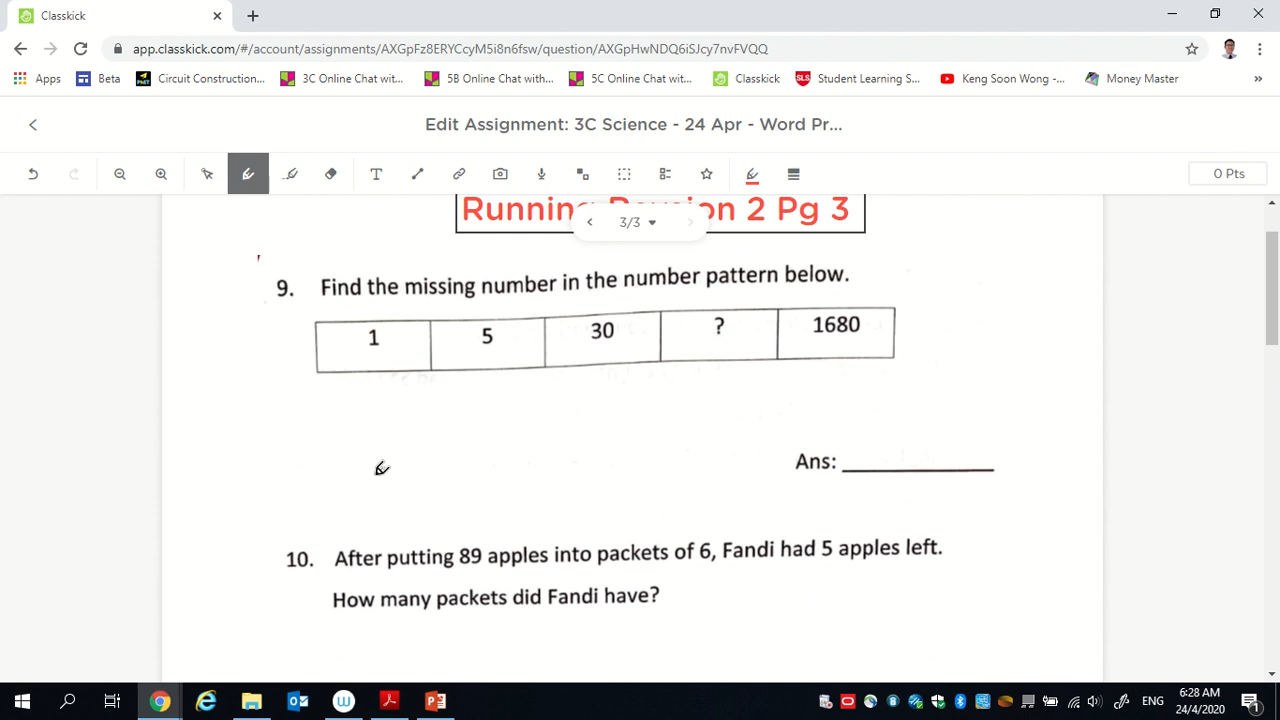 Classkick
app.classkick.com/#/account/assignments/AXGpFz8ERYCcyM5i8n6fsw/question/AXGpHwNDQ6iSJcy7nvFVQQ
Apps Beta Circuit Construction... 3C Online Chat wit... 5B Online Chat with... 5C Online Chat wit... Classkick SLS Student Learning S... Keng Soon Wong -... Money Master »
Edit Assignment: 3C Science - 24 Apr - Word Pr...
T 0 Pts
Running 2 Pg 3
3/3
9. Find the missing number in the number pattern below.
1 5 30 ? 1680
Ans: ____________
10. After putting 89 apples into packets of 6, Fandi had 5 apples left.
How many packets did Fandi have?
ENG 6:28 AM
24/4/2020 1